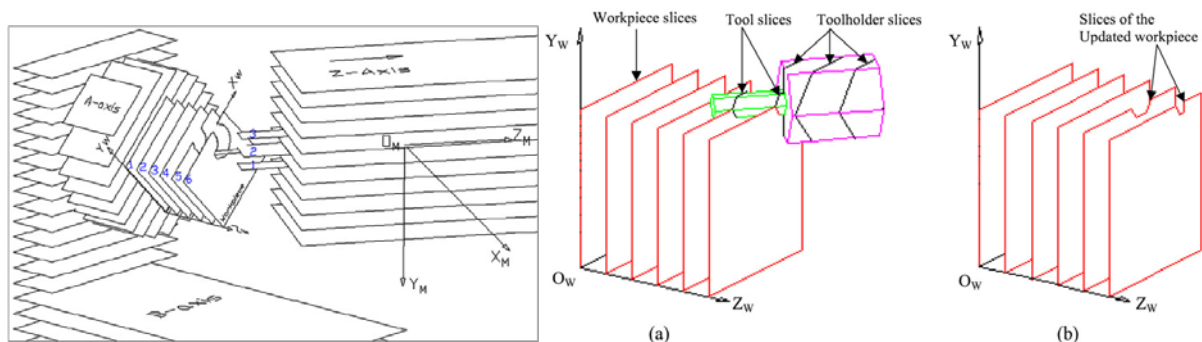 Z-Axis
A-axis
X_W
Y_W
1 2 3 4 5 6
3
2
1
workpiece
O_M
Z_M
X_M
Y_M
B-axis
Workpiece slices
Tool slices
Toolholder slices
Y_W
O_W
Z_W
(a)
Slices of the
Updated workpiece
Y_W
O_W
Z_W
(b)